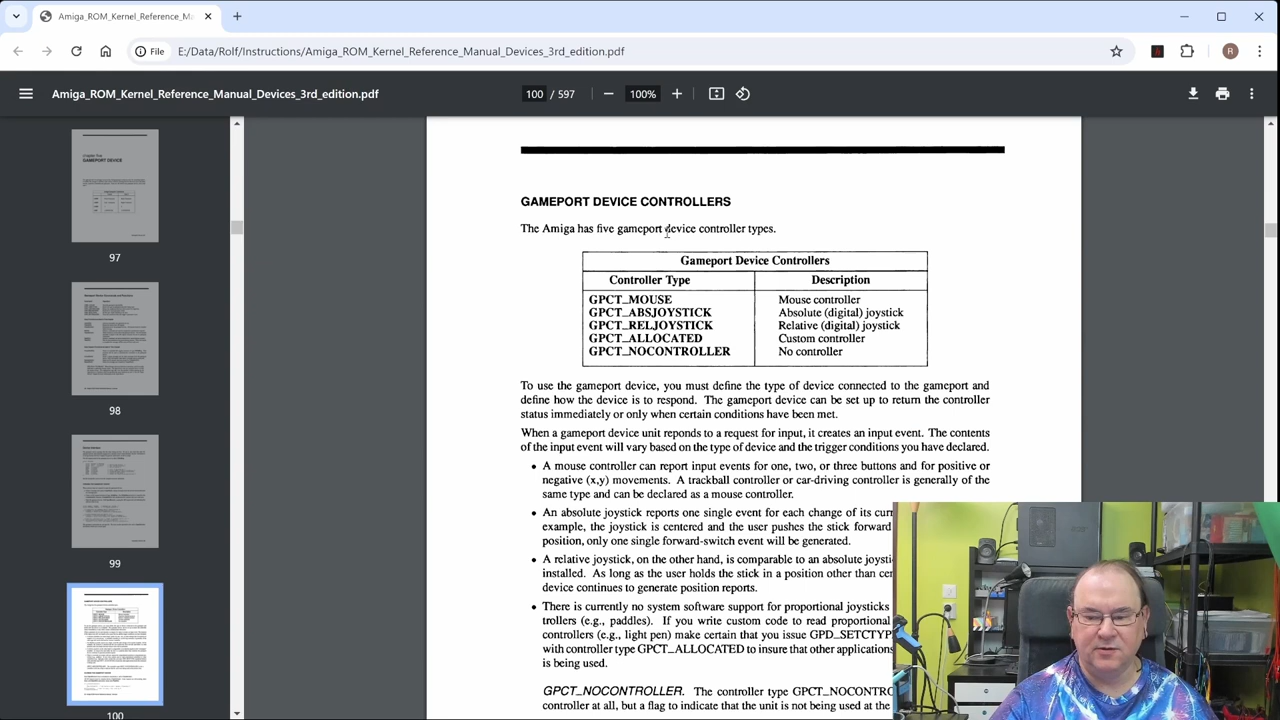 Amiga_ROM_Kernel_Reference_M
File
E:/Data/Rolf/Instructions/Amiga_ROM_Kernel_Reference_Manual_Devices_3rd_edition.pdf
R
Amiga_ROM_Kernel_Reference_Manual_Devices_3rd_edition.pdf
100 / 597
100%
97
98
99
100
GAMEPORT DEVICE CONTROLLERS
The Amiga has five gameport device controller types.
Gameport Device Controllers
Controller Type Description
GPCT_MOUSE Mouse controller
GPCT_ABSJOYSTICK Absolute (digital) joystick
GPCT_RELJOYSTICK Relative (digital) joystick
GPCT_ALLOCATED Custom controller
GPCT_NOCONTROLLER No controller
To use the gameport device, you must define the type of device connected to the gameport and
define how the device is to respond. The gameport device can be set up to return the controller
status immediately or only when certain conditions have been met.
When a gameport device unit reponds to a request for input, it creates an input event. The contents
of the input event will vary based on the type of device and the trigger conditions you have declared.
• A mouse controller can report input events for one, two, or three buttons and for positive or
negative (x,y) movements. A trackball controller or car-driving controller is generally of the
same type and can be declared as a mouse controller.
• An absolute joystick reports one single event for each change of its
example, the joystick is centered and the user pushes the stick forward
position, only one single forward-switch event will be generated.
• A relative joystick, on the other hand, is comparable to an absolute
installed. As long as the user holds the stick in a position other than
device continues to generate position reports.
There is currently no system software support for proportional joystick
(e.g., paddles). If you write custom code to read
(e.g., light pen) make certain that you
with controller type GPCT_ALLOCATED to insure that other applications
is being used.
GPCT_NOCONTROLLER. The controller type
controller at all, but a flag to indicate that the unit is not being used at the